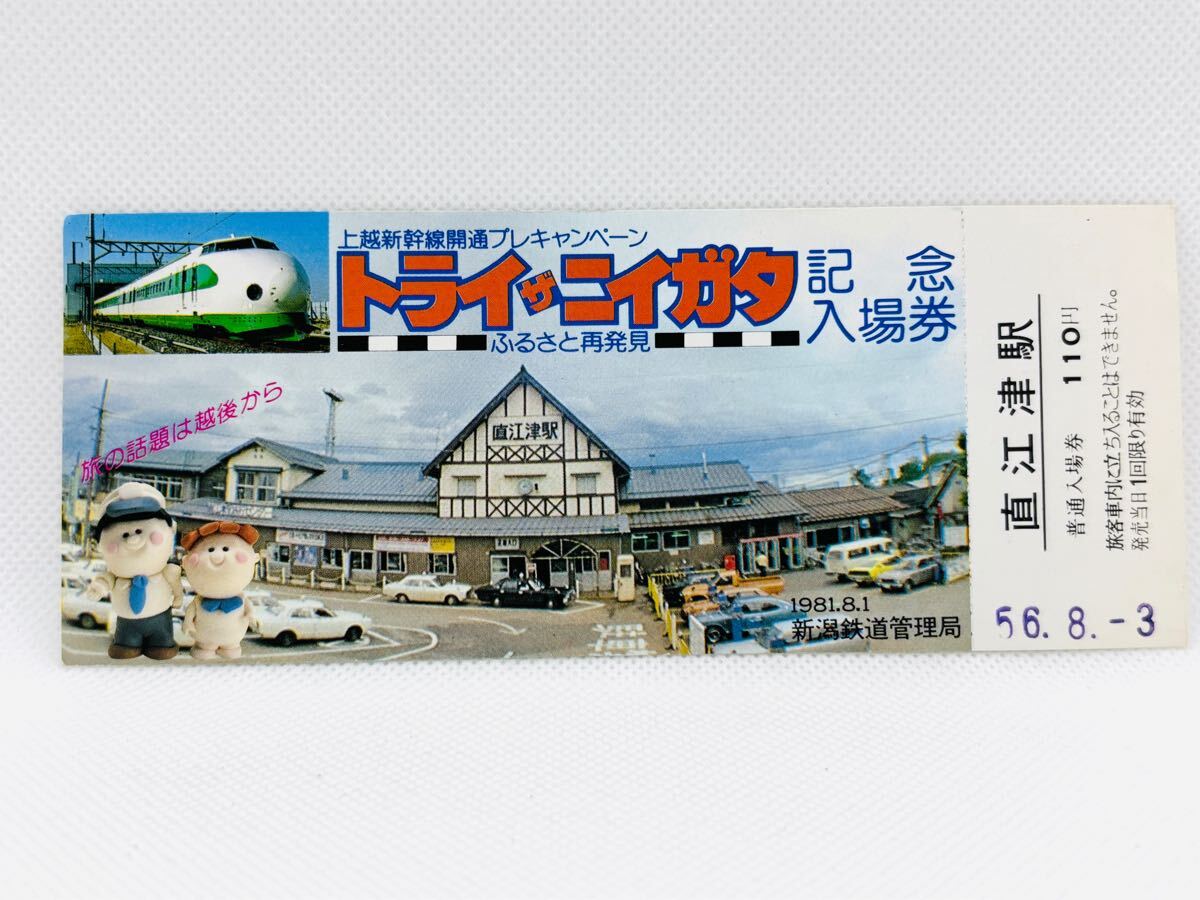 上越新幹線開通プレキャンペーン
トライザニイガタ
ふるさと再発見
記念
入場券
旅の話題は越後から
直江津駅
1981.8.1
新潟鉄道管理局
直江津駅
普通入場券 110円
旅客車内に立ち入ることはできません。
発売当日1回限り有効
56.8.-3